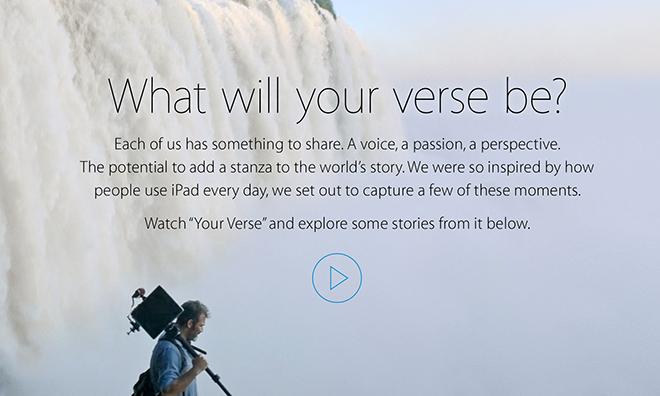 What will your verse be?
Each of us has something to share. A voice, a passion, a perspective.
The potential to add a stanza to the world’s story. We were so inspired by how
people use iPad every day, we set out to capture a few of these moments.
Watch “Your Verse” and explore some stories from it below.